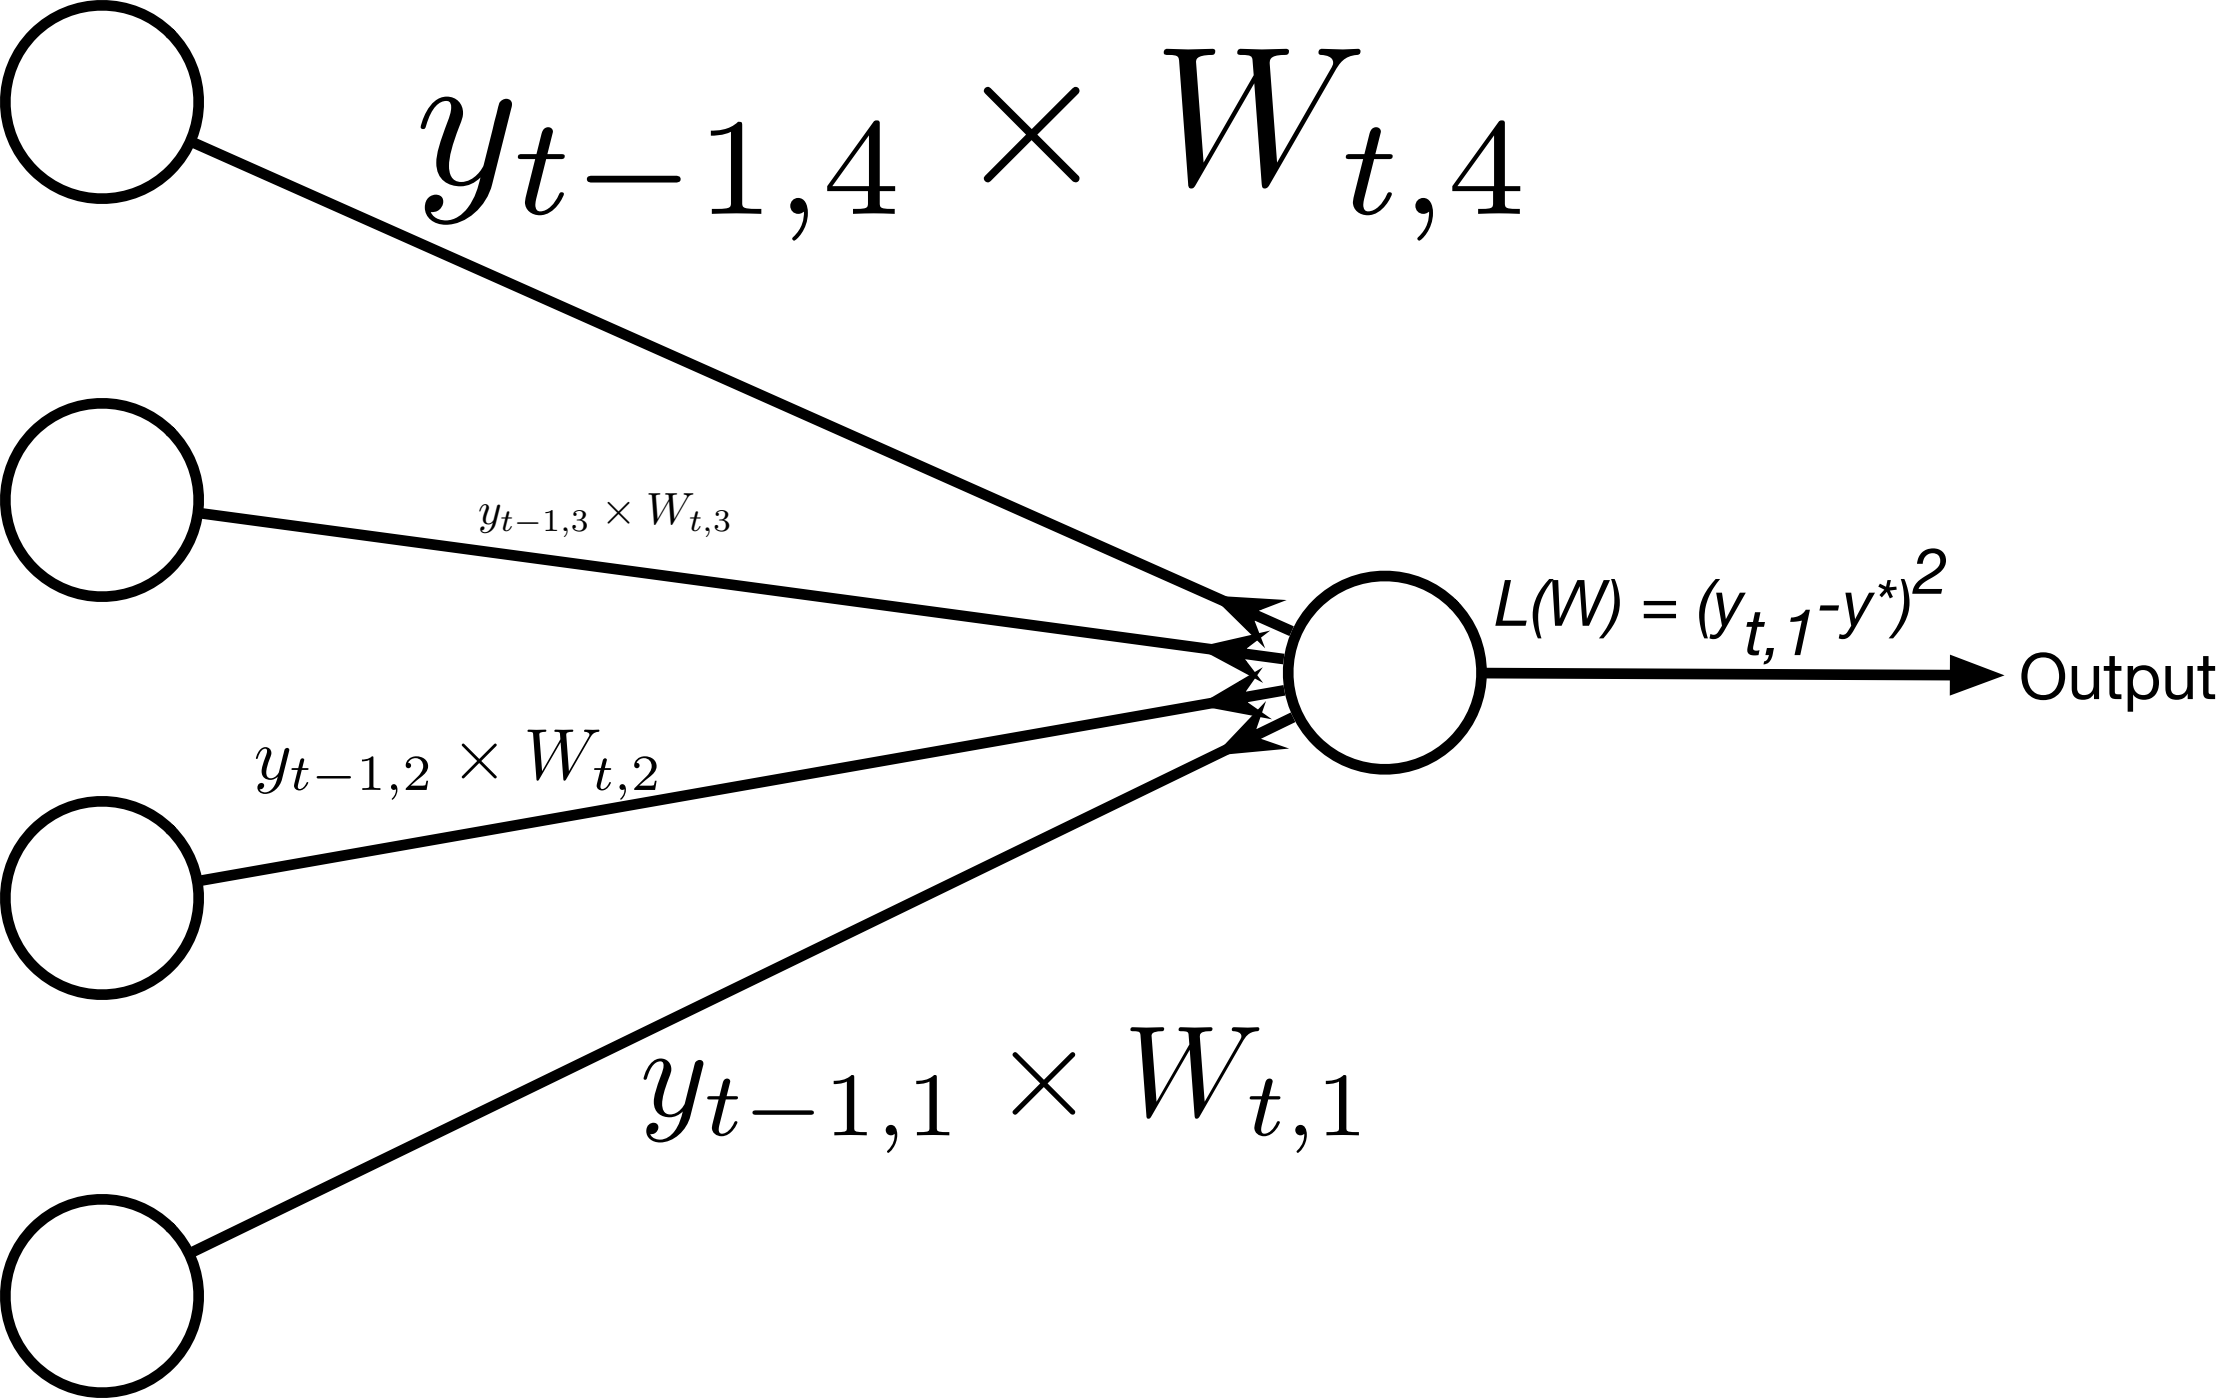 y_{t-1,4} × W_{t,4}
y_{t-1,3} × W_{t,3}
L(W) = (y_{t,1}-y*)^2
Output
y_{t-1,2} × W_{t,2}
y_{t-1,1} × W_{t,1}